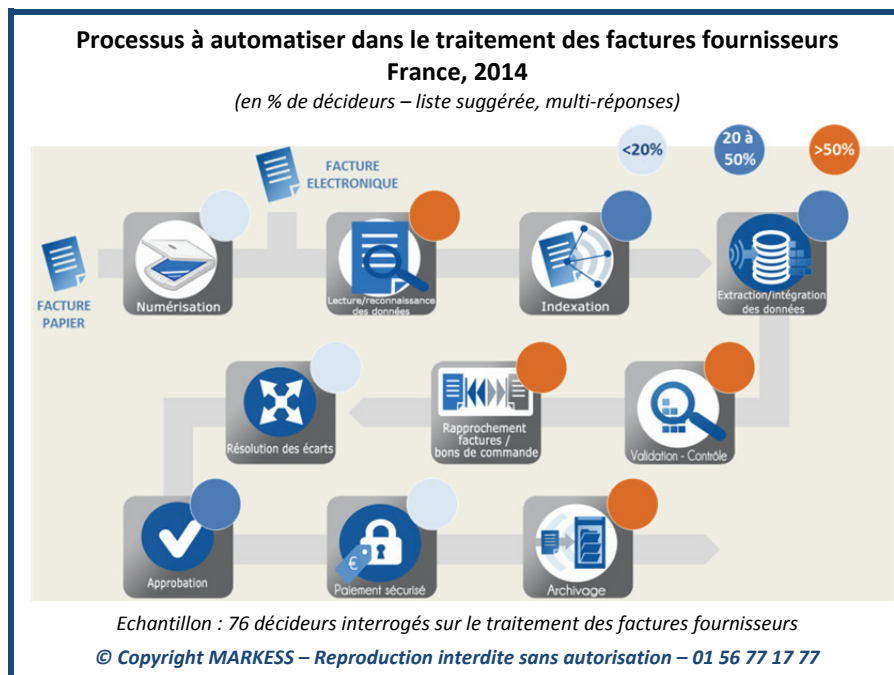 Processus à automatiser dans le traitement des factures fournisseurs
France, 2014
(en % de décideurs – liste suggérée, multi-réponses)
<20%
20 à
50%
>50%
FACTURE
ELECTRONIQUE
FACTURE
PAPIER
Numérisation
Lecture/reconnaissance
des données
Indexation
Extraction/intégration
des données
Résolution des écarts
Rapprochement
factures /
bons de commande
Validation - Contrôle
Approbation
€
Paiement sécurisé
Archivage
Echantillon : 76 décideurs interrogés sur le traitement des factures fournisseurs
© Copyright MARKESS – Reproduction interdite sans autorisation – 01 56 77 17 77